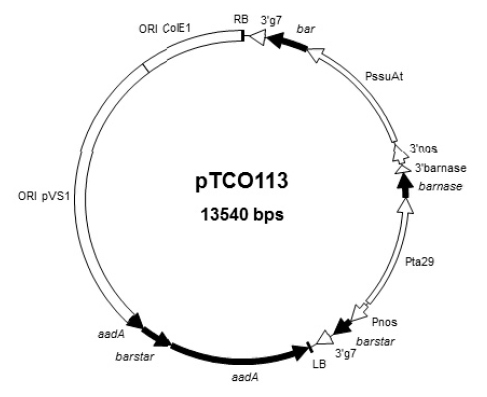 RB
3'g7
bar
ORI ColE1
PssuAt
3'nos
3'barnase
barnase
pTCO113
13540 bps
ORI pVS1
Pta29
Pnos
barstar
3'g7
LB
aadA
barstar
aadA